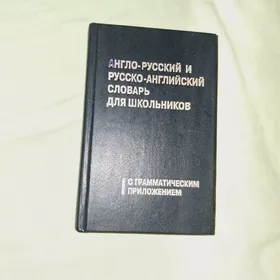 АНГЛО-РУССКИЙ И
РУССКО-АНГЛИЙСКИЙ
СЛОВАРЬ
ДЛЯ ШКОЛЬНИКОВ
С ГРАММАТИЧЕСКИМ
ПРИЛОЖЕНИЕМ